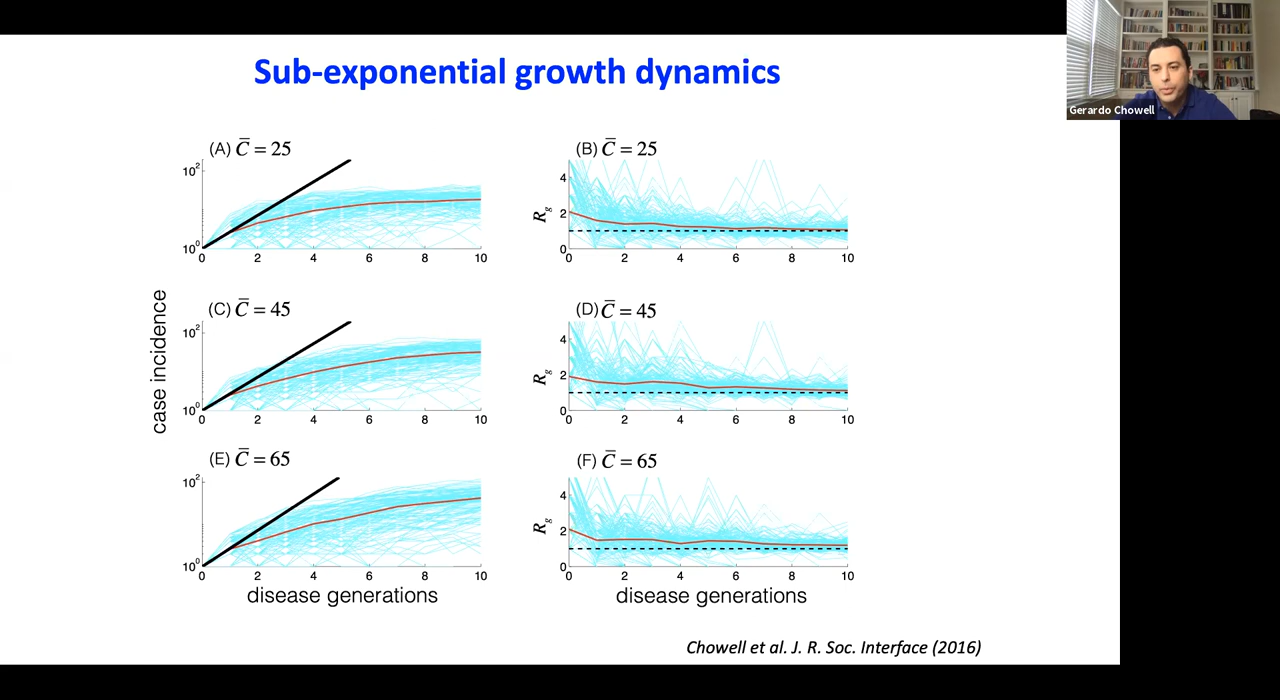 Sub-exponential growth dynamics
Gerardo Chowell
(A) C̅ = 25
(B) C̅ = 25
10²
10⁰
0 2 4 6 8 10
R_g
4
2
0
0 2 4 6 8 10
(C) C̅ = 45
(D) C̅ = 45
case incidence
10²
10⁰
0 2 4 6 8 10
R_g
4
2
0
0 2 4 6 8 10
(E) C̅ = 65
(F) C̅ = 65
10²
10⁰
0 2 4 6 8 10
R_g
4
2
0
0 2 4 6 8 10
disease generations
disease generations
Chowell et al. J. R. Soc. Interface (2016)